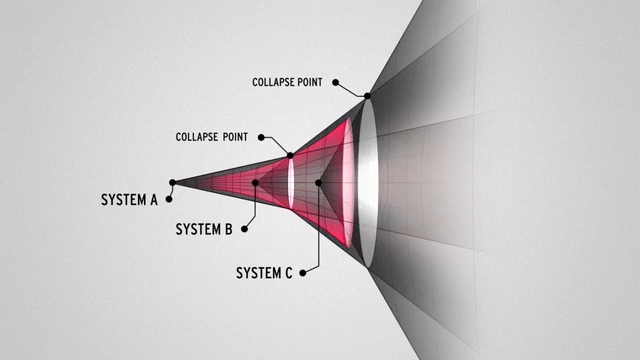 COLLAPSE POINT
COLLAPSE POINT
SYSTEM A
SYSTEM B
SYSTEM C